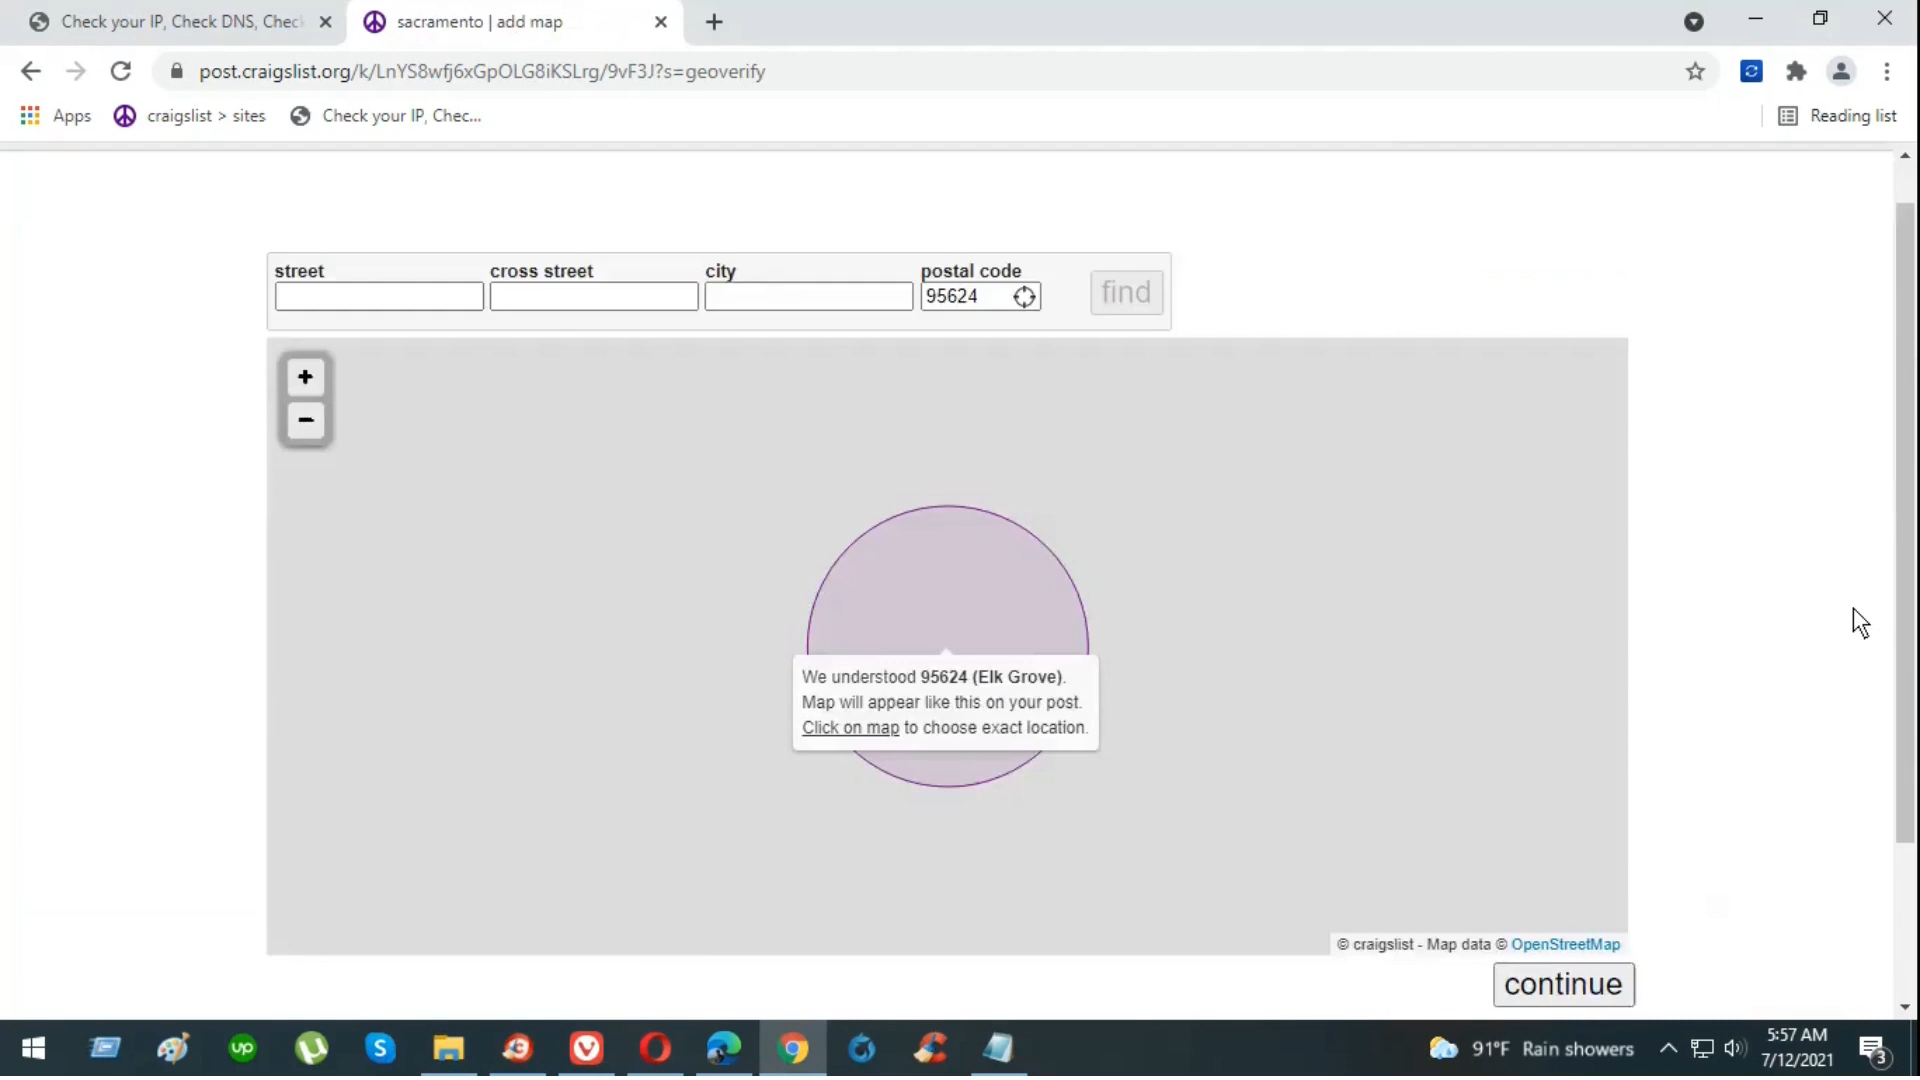 Check your IP, Check DNS, Chec
sacramento | add map
post.craigslist.org/k/LnYS8wfj6xGpOLG8iKSLrg/9vF3J?s=geoverify
Apps
craigslist > sites
Check your IP, Chec...
Reading list
street
cross street
city
postal code
95624
find
+
−
We understood 95624 (Elk Grove).
Map will appear like this on your post.
Click on map to choose exact location.
© craigslist - Map data © OpenStreetMap
continue
up
S
91°F Rain showers
5:57 AM
7/12/2021
3